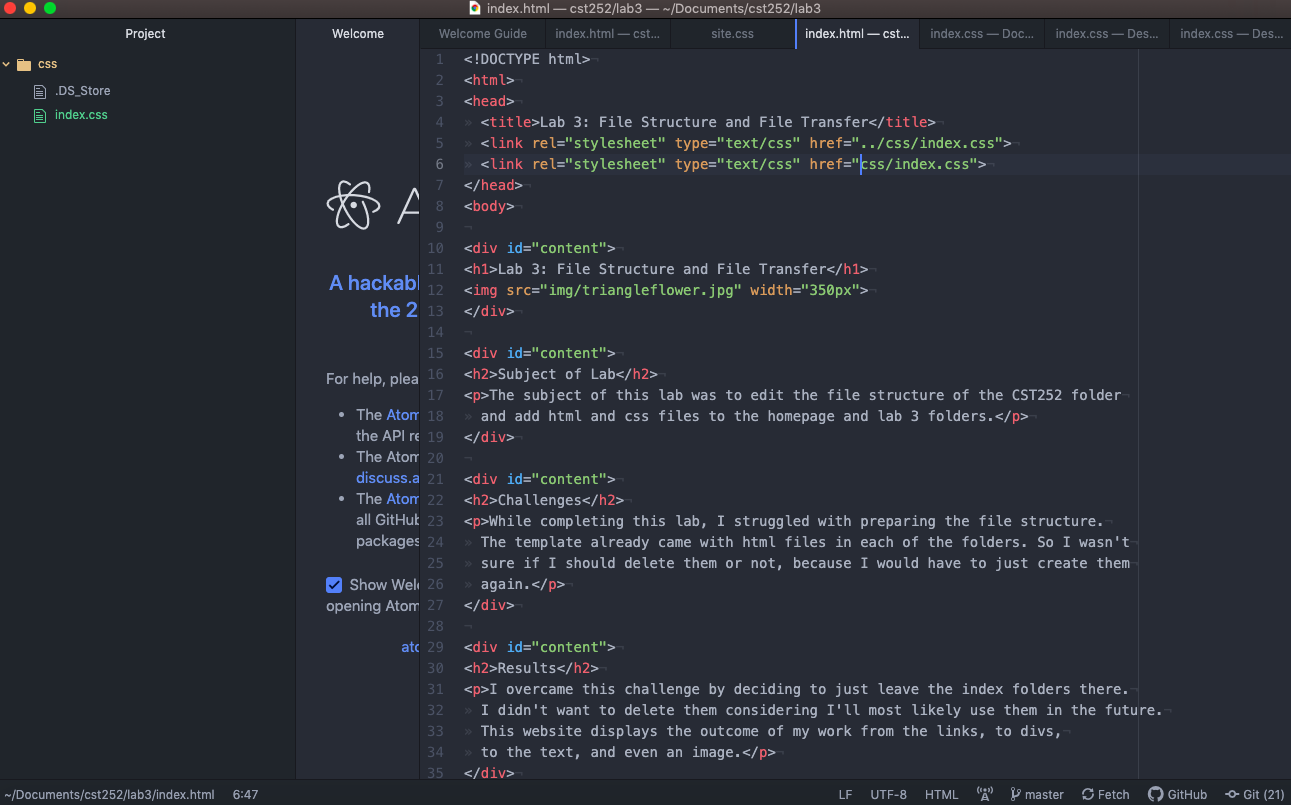 index.html — cst252/lab3 — ~/Documents/cst252/lab3
Project
css
.DS_Store
index.css
Welcome
A hackabl
the 2
For help, plea
The Atom
the API re
The Atom
discuss.a
The Atom
all GitHub
packages
Show Welc
opening Atom
ato
Welcome Guide
index.html — cst...
site.css
index.html — cst...
index.css — Doc...
index.css — Des...
index.css — Des...
1 <!DOCTYPE html>
2 <html>
3 <head>
4 » <title>Lab 3: File Structure and File Transfer</title>
5 » <link rel="stylesheet" type="text/css" href="../css/index.css">
6 » <link rel="stylesheet" type="text/css" href="css/index.css">
7 </head>
8 <body>
9
10 <div id="content">
11 <h1>Lab 3: File Structure and File Transfer</h1>
12 <img src="img/triangleflower.jpg" width="350px">
13 </div>
14
15 <div id="content">
16 <h2>Subject of Lab</h2>
17 <p>The subject of this lab was to edit the file structure of the CST252 folder
18 » and add html and css files to the homepage and lab 3 folders.</p>
19 </div>
20
21 <div id="content">
22 <h2>Challenges</h2>
23 <p>While completing this lab, I struggled with preparing the file structure.
24 » The template already came with html files in each of the folders. So I wasn't
25 » sure if I should delete them or not, because I would have to just create them
26 » again.</p>
27 </div>
28
29 <div id="content">
30 <h2>Results</h2>
31 <p>I overcame this challenge by deciding to just leave the index folders there.
32 » I didn't want to delete them considering I'll most likely use them in the future.
33 » This website displays the outcome of my work from the links, to divs,
34 » to the text, and even an image.</p>
35 </div>
~/Documents/cst252/lab3/index.html 6:47 LF UTF-8 HTML master Fetch GitHub Git (21)